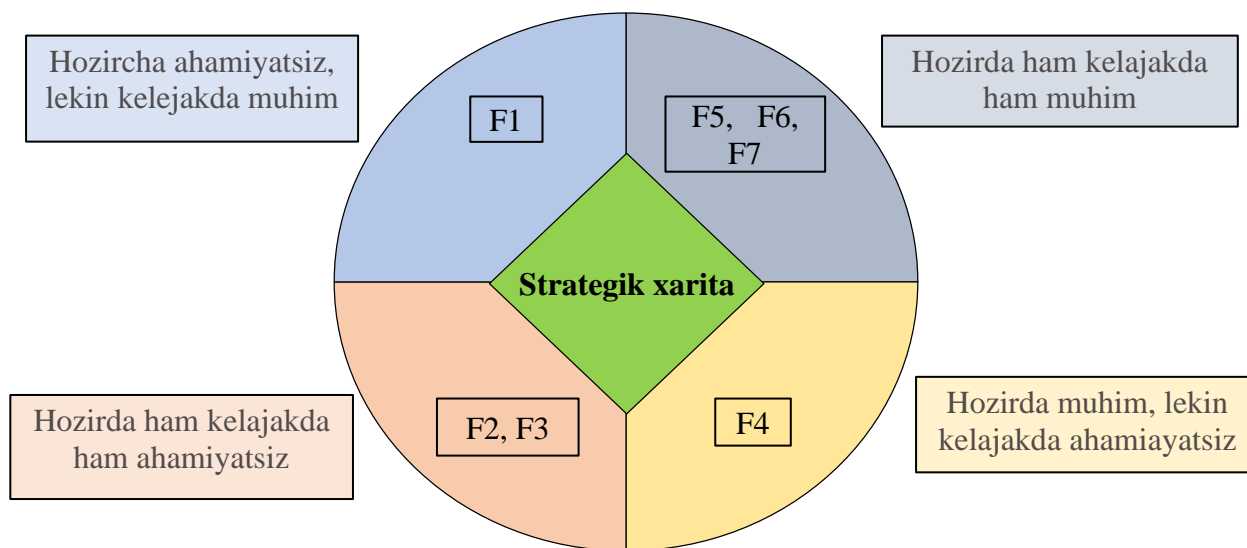 Hozircha ahamiyatsiz,
lekin kelejakda muhim
Hozirda ham kelajakda
ham muhim
F1
F5, F6,
F7
Strategik xarita
Hozirda ham kelajakda
ham ahamiyatsiz
F2, F3
F4
Hozirda muhim, lekin
kelajakda ahamiayatsiz